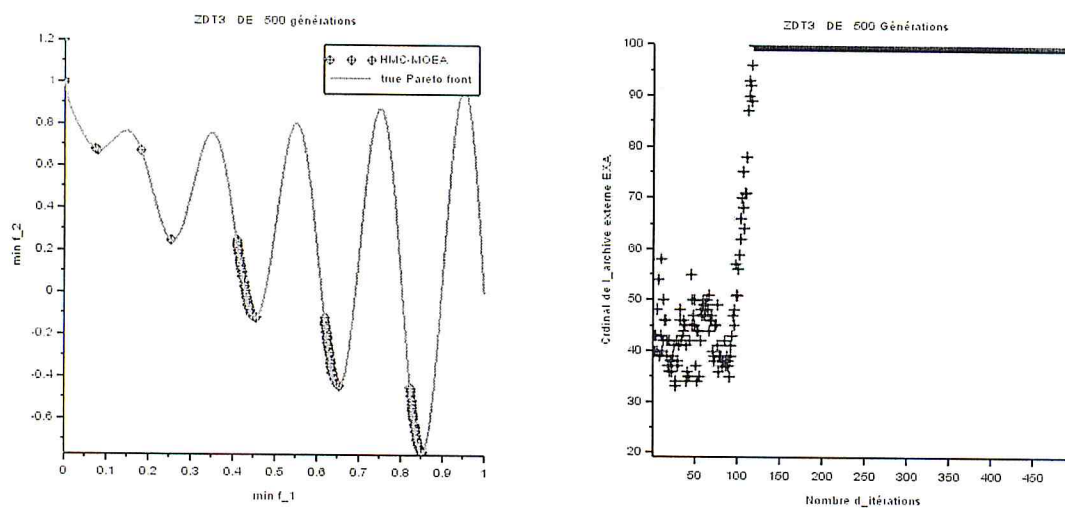 ZDT3 DE 500 générations
HMC-MOEA
true Pareto front
min f_2
1.2
1
0.8
0.6
0.4
0.2
0
-0.2
-0.4
-0.6
0 0.1 0.2 0.3 0.4 0.5 0.6 0.7 0.8 0.9 1
min f_1
ZDT3 DE 500 Générations
Crdinal de l_archive externe EXA
100
90
80
70
60
50
40
30
20
50 100 150 200 250 300 350 400 450
Nombre d_itérations